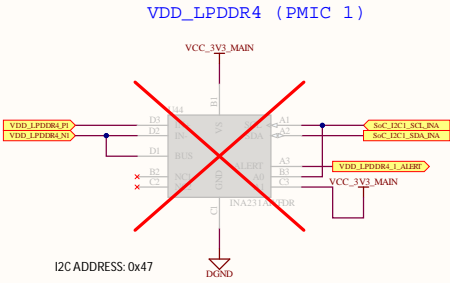 VDD_LPDDR4 (PMIC 1)
VCC_3V3_MAIN
B1
U44
VS
VDD_LPDDR4_P1
D3
A1
SoC_I2C1_SCL_INA
VDD_LPDDR4_N1
D2
IN-
A2
SoC_I2C1_SDA_INA
D1
BUS
ALERT
A3
VDD_LPDDR4_1_ALERT
B2
A0
B3
C2
C3
VCC_3V3_MAIN
GND
C1
DGND
I2C ADDRESS: 0x47